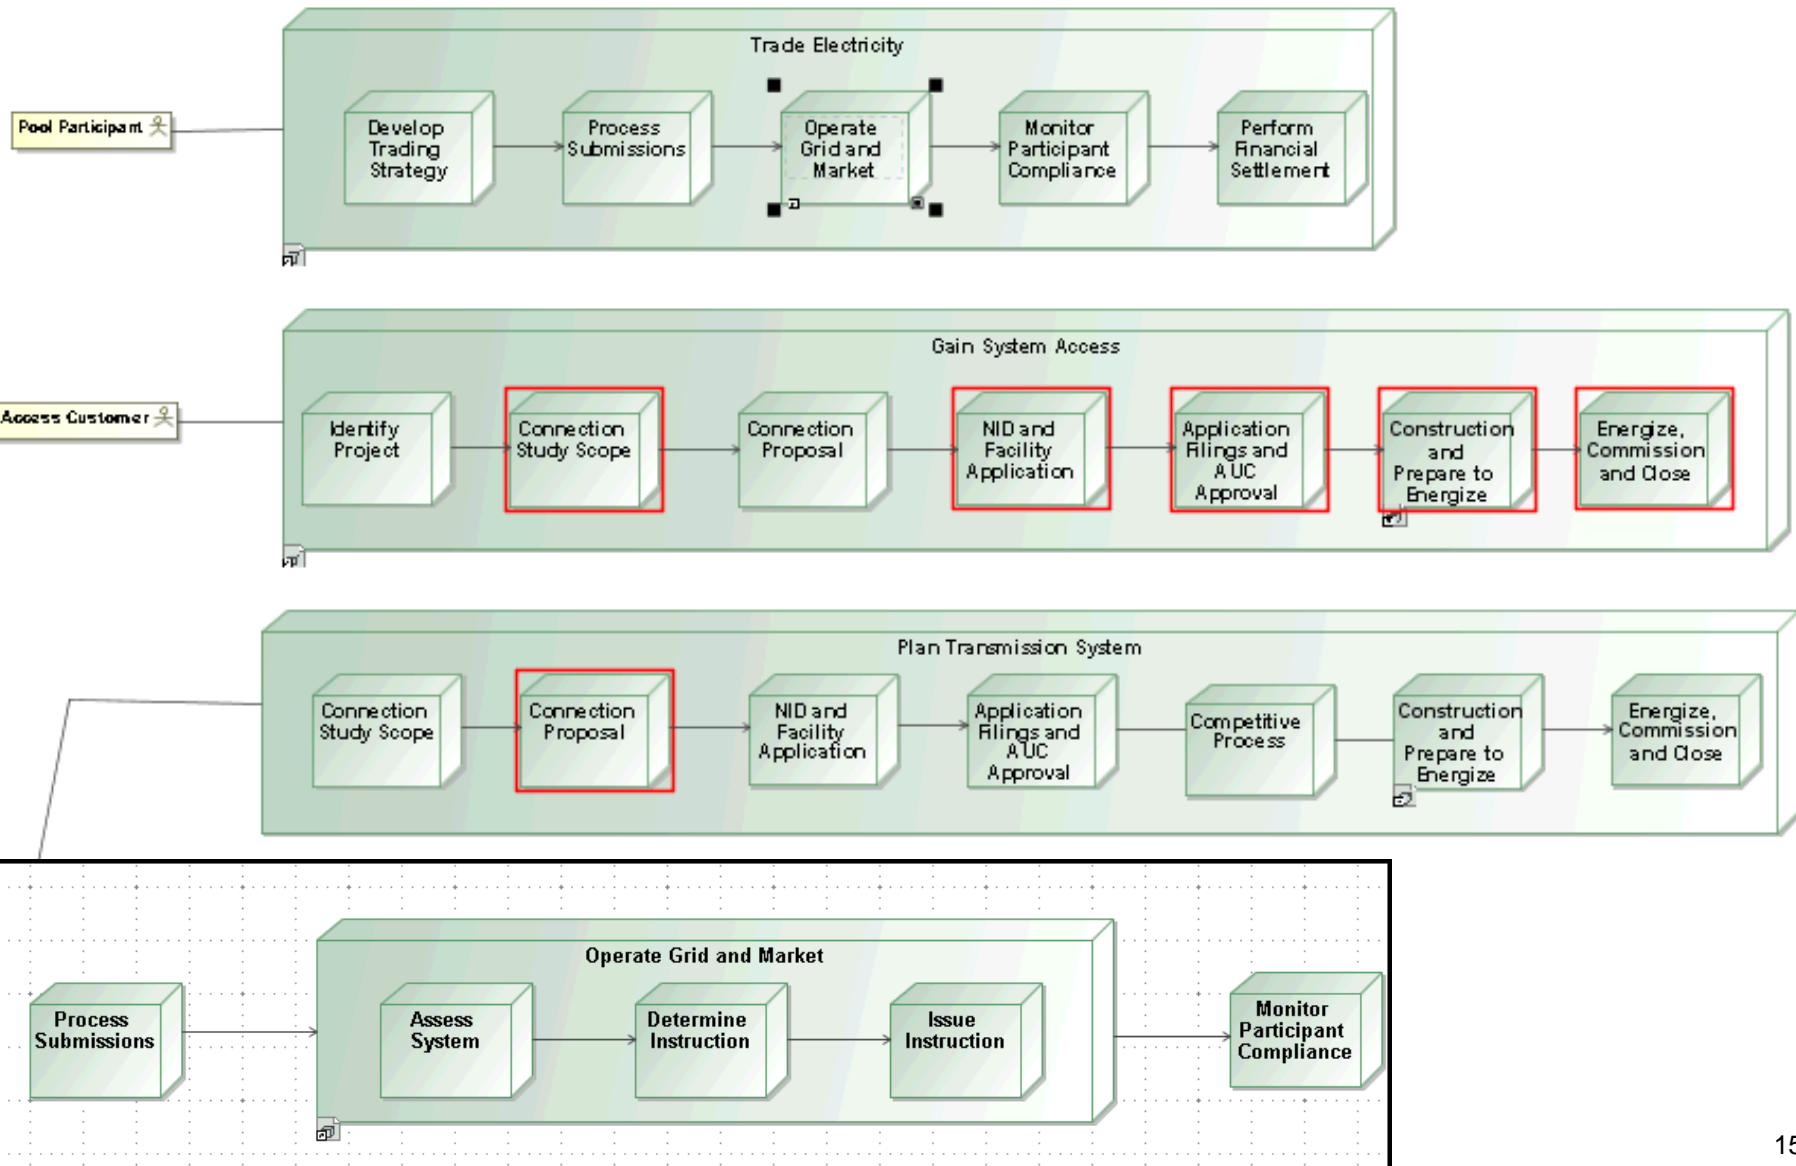 Trade Electricity
Pool Participant
Develop
Trading
Strategy
Process
Submissions
Operate
Grid and
Market
Monitor
Participant
Compliance
Perform
Financial
Settlement
Gain System Access
Access Customer
Identify
Project
Connection
Study Scope
Connection
Proposal
NID and
Facility
Application
Application
Filings and
AUC
Approval
Construction
and
Prepare to
Energize
Energize,
Commission
and Close
Plan Transmission System
Connection
Study Scope
Connection
Proposal
NID and
Facility
Application
Application
Filings and
AUC
Approval
Competitive
Process
Construction
and
Prepare to
Energize
Energize,
Commission
and Close
Operate Grid and Market
Process
Submissions
Assess
System
Determine
Instruction
Issue
Instruction
Monitor
Participant
Compliance
15